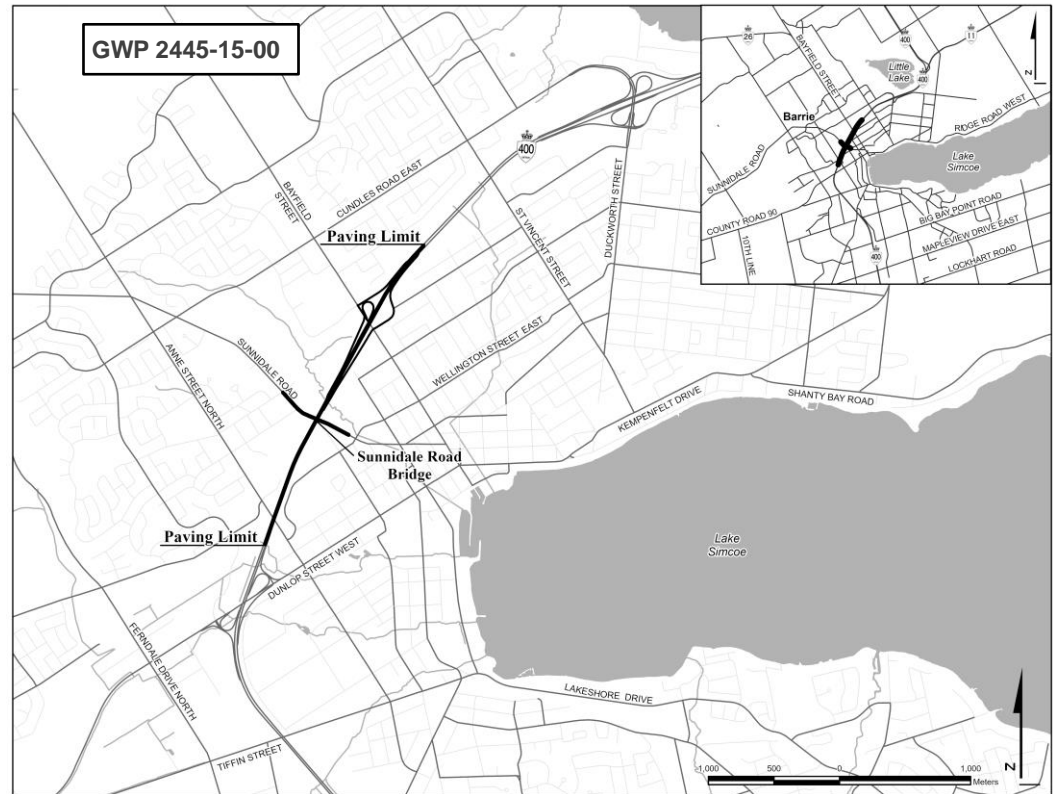 GWP 2445-15-00
400
CUNDLES ROAD EAST
BAYFIELD
STREET
ST VINCENT STREET
DUCKWORTH STREET
Paving Limit
SUNNIDALE ROAD
ANNE STREET NORTH
WELLINGTON STREET EAST
KEMPENFELT DRIVE
SHANTY BAY ROAD
Sunnidale Road
Bridge
Paving Limit
DUNLOP STREET WEST
Lake
Simcoe
FERNDALE DRIVE NORTH
LAKESHORE DRIVE
TIFFIN STREET
-1,000
500
0
1,000
Meters
N
26
BAYFIELD STREET
400
11
N
Little
Lake
400
Barrie
RIDGE ROAD WEST
SUNNIDALE ROAD
Lake
Simcoe
COUNTY ROAD 90
BIG BAY POINT ROAD
10TH LINE
MAPLEVIEW DRIVE EAST
400
LOCKHART ROAD